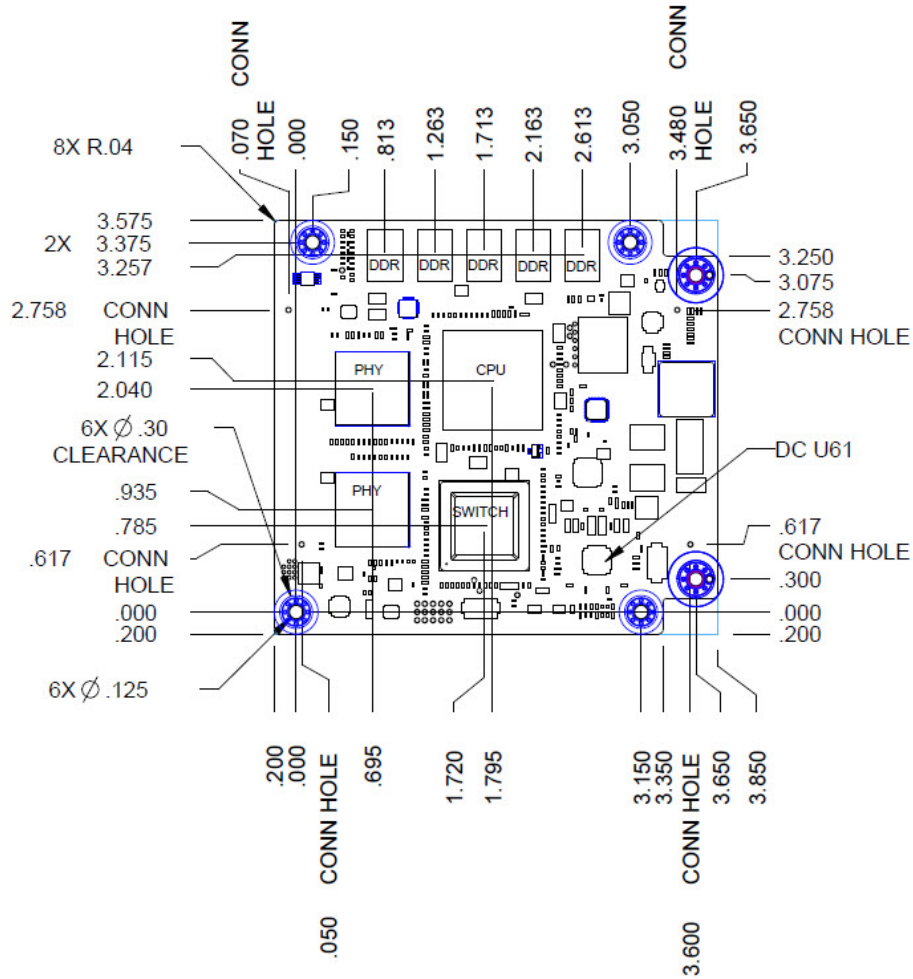 CONN
CONN
.070
HOLE
.000
.150
.813
1.263
1.713
2.163
2.613
3.050
3.480
HOLE
3.650
8X R.04
3.575
2X 3.375
3.257
3.250
3.075
DDR DDR DDR DDR DDR
2.758 CONN
HOLE
2.758
CONN HOLE
2.115
2.040
PHY
CPU
6X Ø .30
CLEARANCE
DC U61
.935
.785
PHY
SWITCH
.617 CONN
HOLE
.617
CONN HOLE
.300
.000
.200
.000
.200
6X Ø .125
.200
.000
CONN HOLE
.050
.695
1.720
1.795
3.150
3.350
CONN HOLE
3.600
3.650
3.850